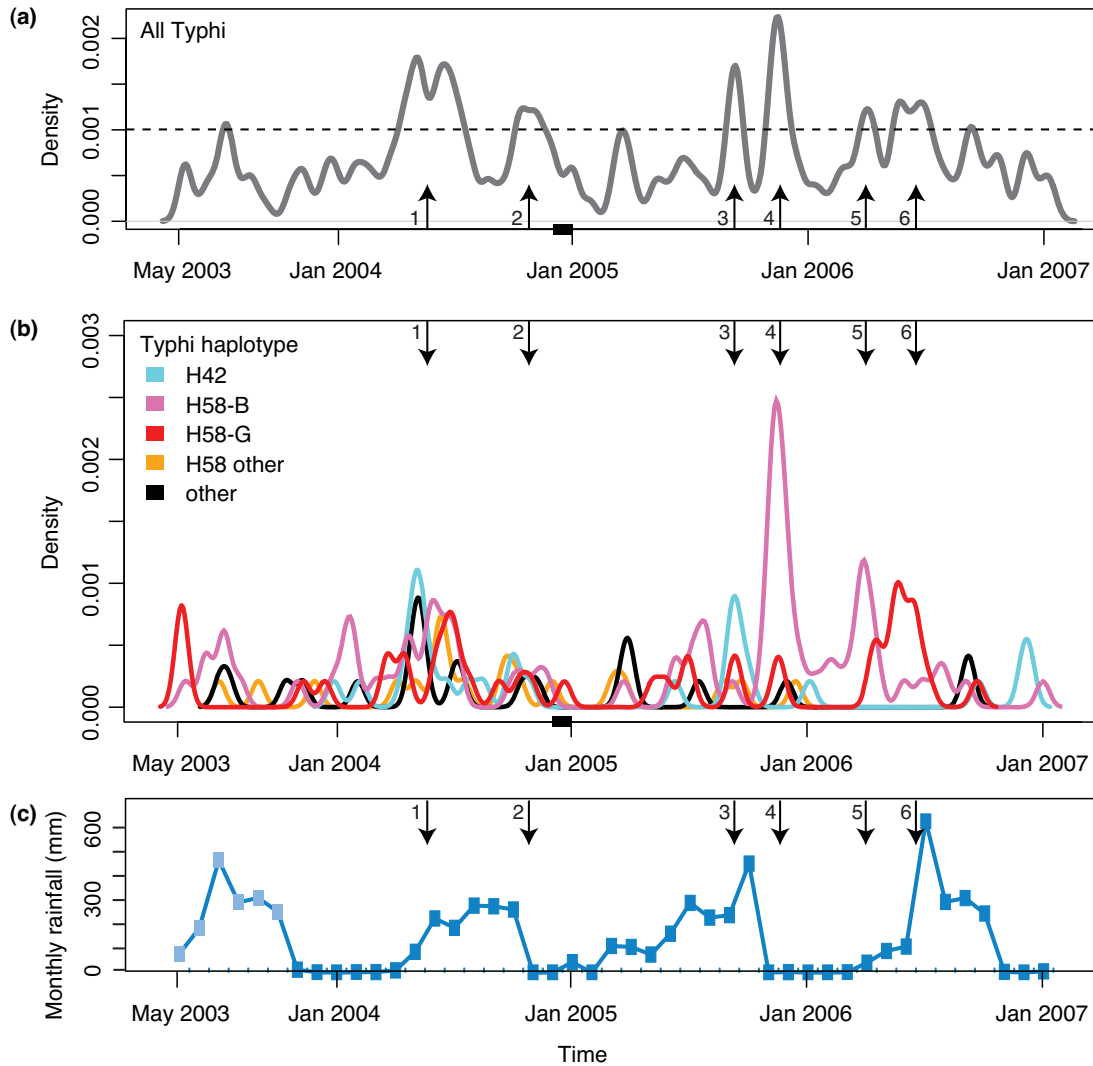 (a)
All Typhi
Density
0.002
0.001
0.000
1 2 3 4 5 6
May 2003 Jan 2004 Jan 2005 Jan 2006 Jan 2007
(b)
Typhi haplotype
H42
H58-B
H58-G
H58 other
other
Density
0.003
0.002
0.001
0.000
1 2 3 4 5 6
May 2003 Jan 2004 Jan 2005 Jan 2006 Jan 2007
(c)
Monthly rainfall (mm)
600
300
0
1 2 3 4 5 6
May 2003 Jan 2004 Jan 2005 Jan 2006 Jan 2007
Time